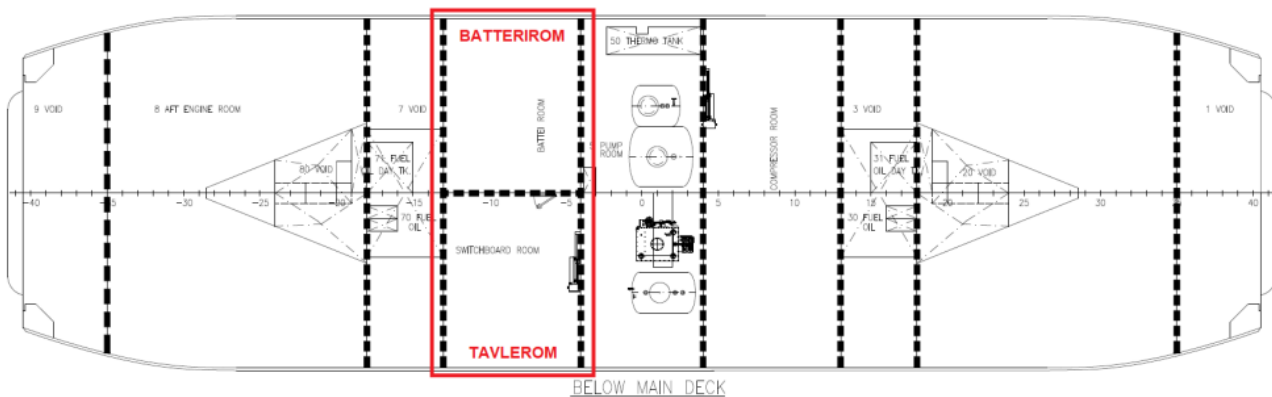 BATTERIROM
50 THERMO TANK
9 VOID
8 AFT ENGINE ROOM
7 VOID
BATTEI ROOM
PUMP
ROOM
COMPRESSOR ROOM
3 VOID
1 VOID
80 VOID
71 FUEL
OIL DAY TK.
31 FUEL
OIL DAY TK
20 VOID
-40
-35
-20
-15
-10
-5
0
5
10
15
20
25
30
35
40
70 FUEL
OIL
30 FUEL
OIL
SWITCHBOARD ROOM
TAVLEROM
BELOW MAIN DECK